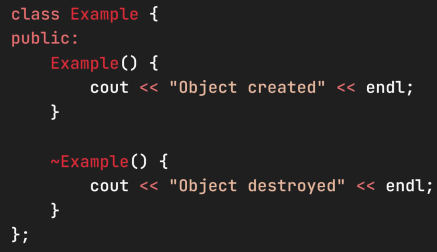 class Example {
public:
    Example() {
        cout << "Object created" << endl;
    }

    ~Example() {
        cout << "Object destroyed" << endl;
    }
};